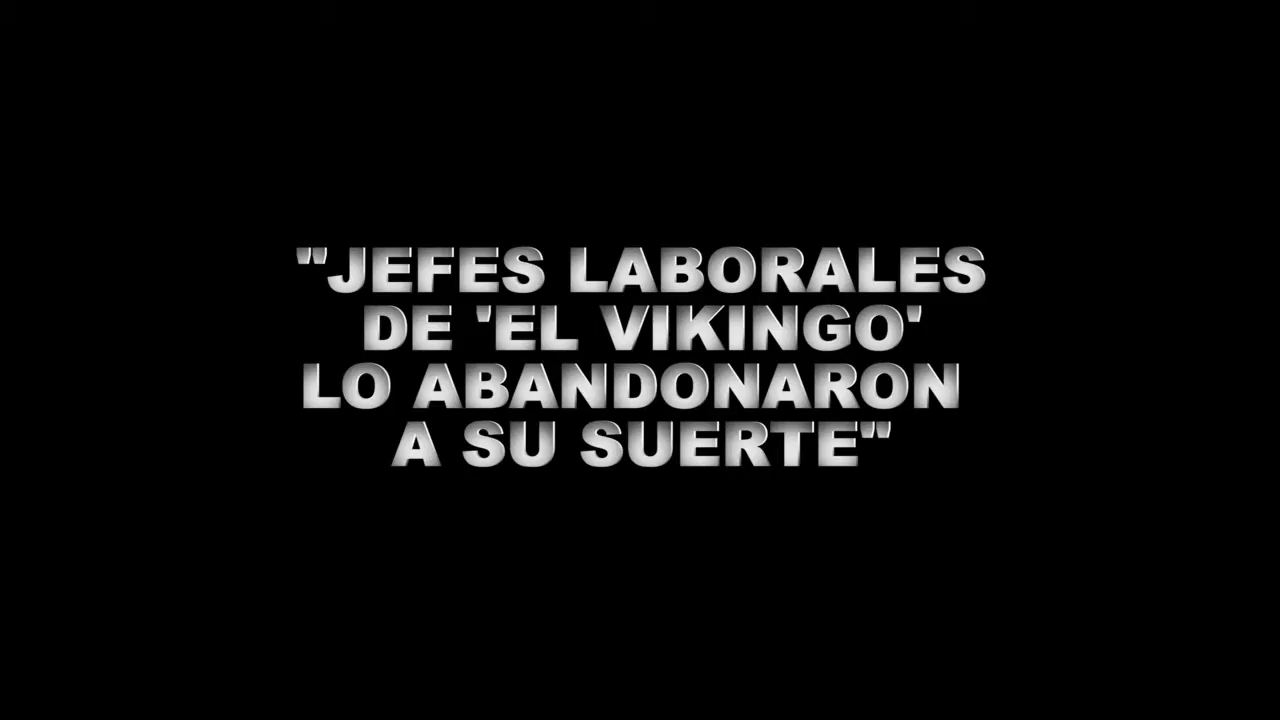 "JEFES LABORALES
DE 'EL VIKINGO'
LO ABANDONARON
A SU SUERTE"